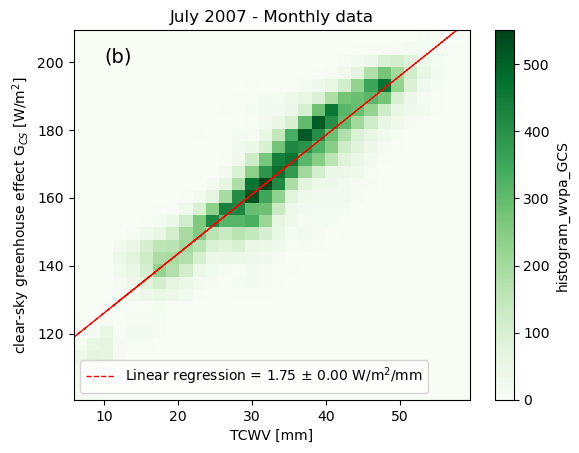 July 2007 - Monthly data
(b)
clear-sky greenhouse effect G_CS [W/m²]
200
180
160
140
120
Linear regression = 1.75 ± 0.00 W/m²/mm
10 20 30 40 50
TCWV [mm]
500
400
300
200
100
0
histogram_wvpa_GCS